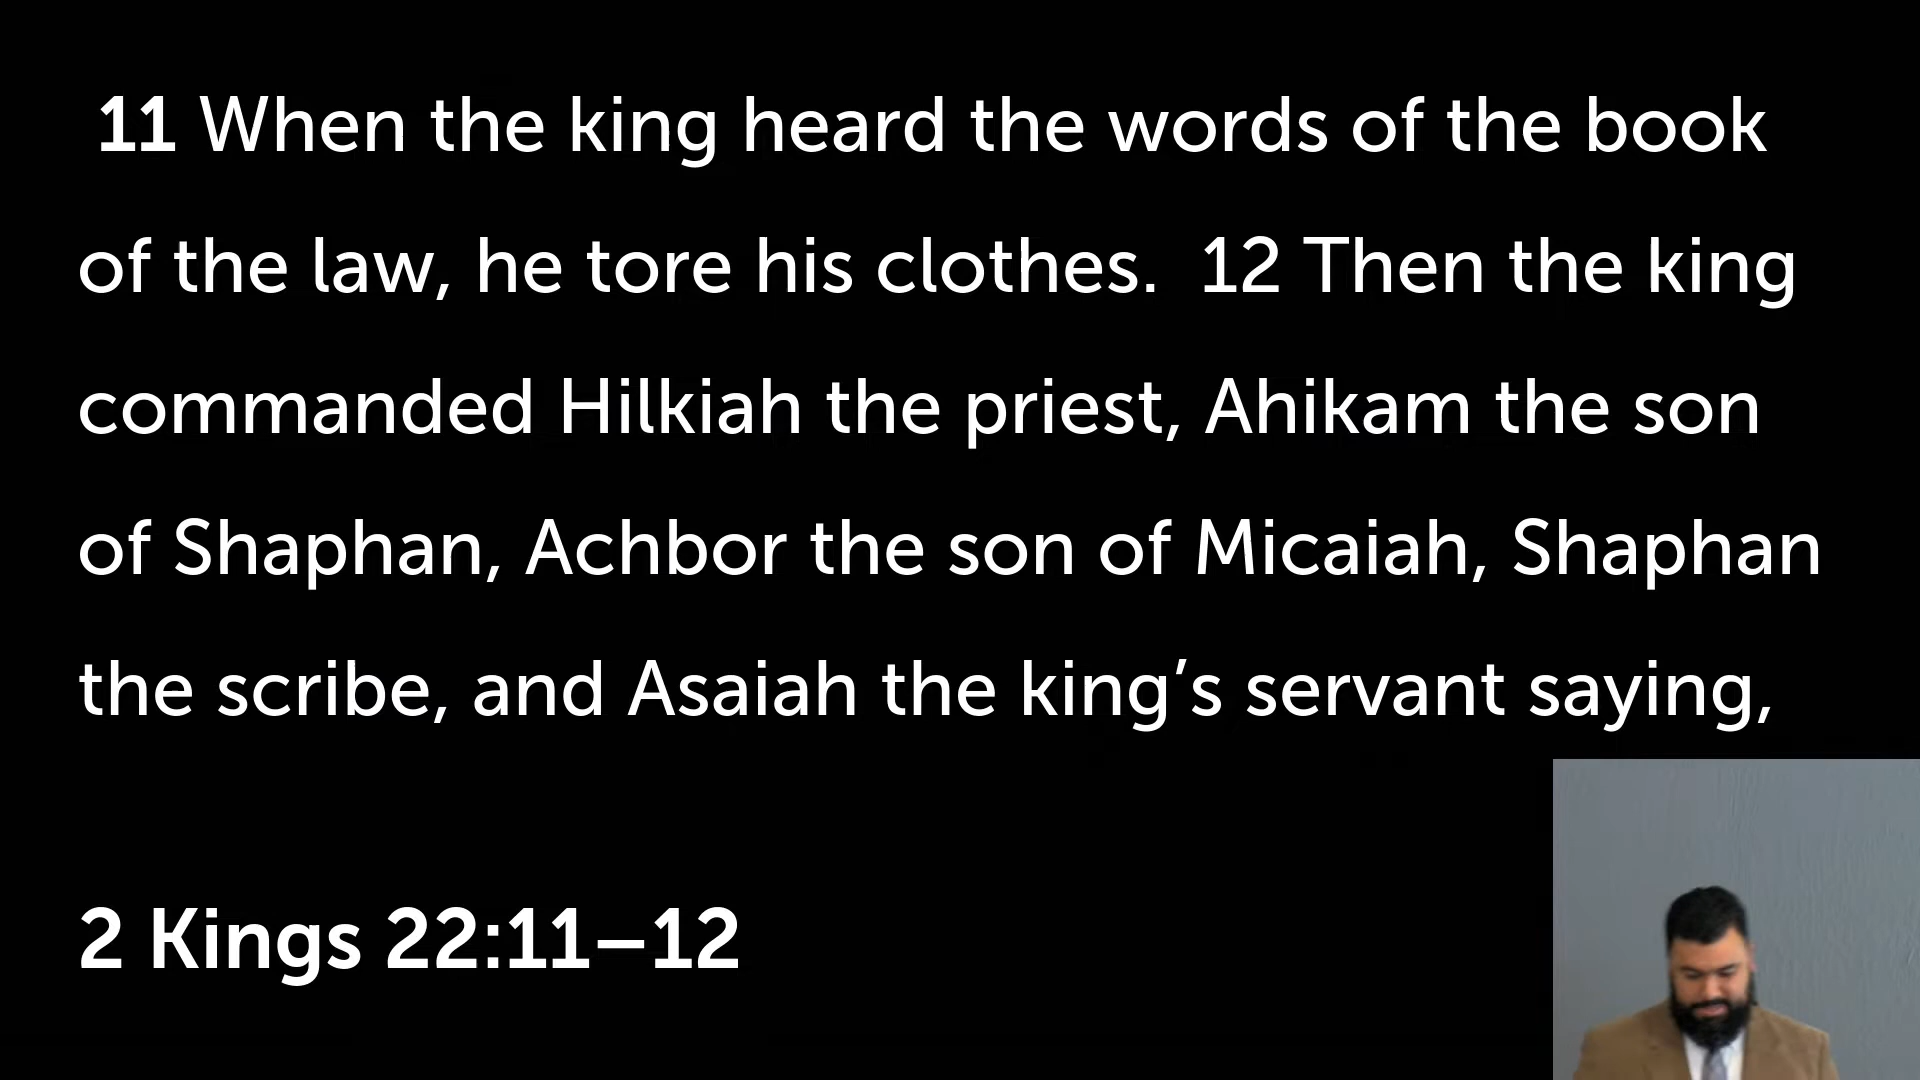 11 When the king heard the words of the book
of the law, he tore his clothes.  12 Then the king
commanded Hilkiah the priest, Ahikam the son
of Shaphan, Achbor the son of Micaiah, Shaphan
the scribe, and Asaiah the king’s servant saying,
2 Kings 22:11–12